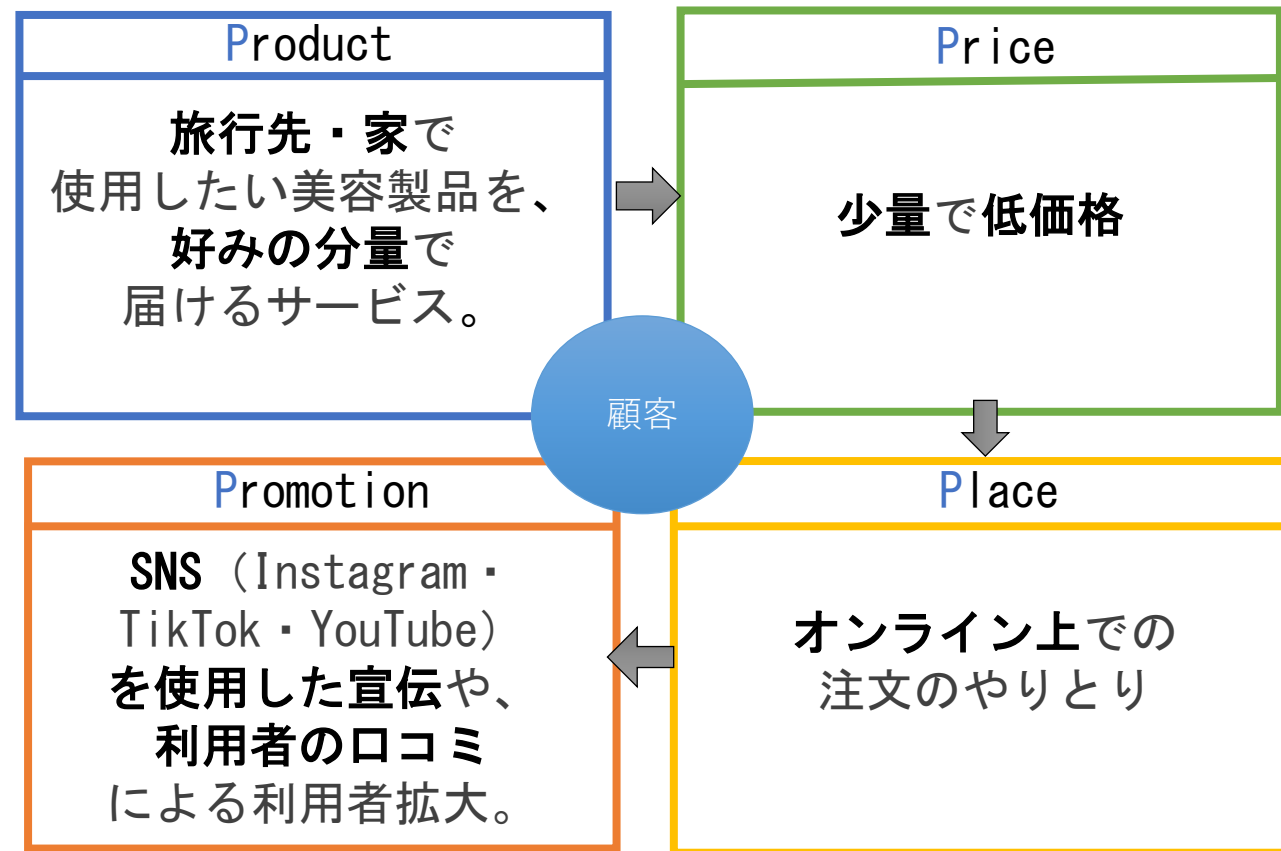 Product
旅行先・家で
使用したい美容製品を、
好みの分量で
届けるサービス。
Price
少量で低価格
顧客
Promotion
SNS（Instagram・
TikTok・YouTube）
を使用した宣伝や、
利用者の口コミ
による利用者拡大。
Place
オンライン上での
注文のやりとり